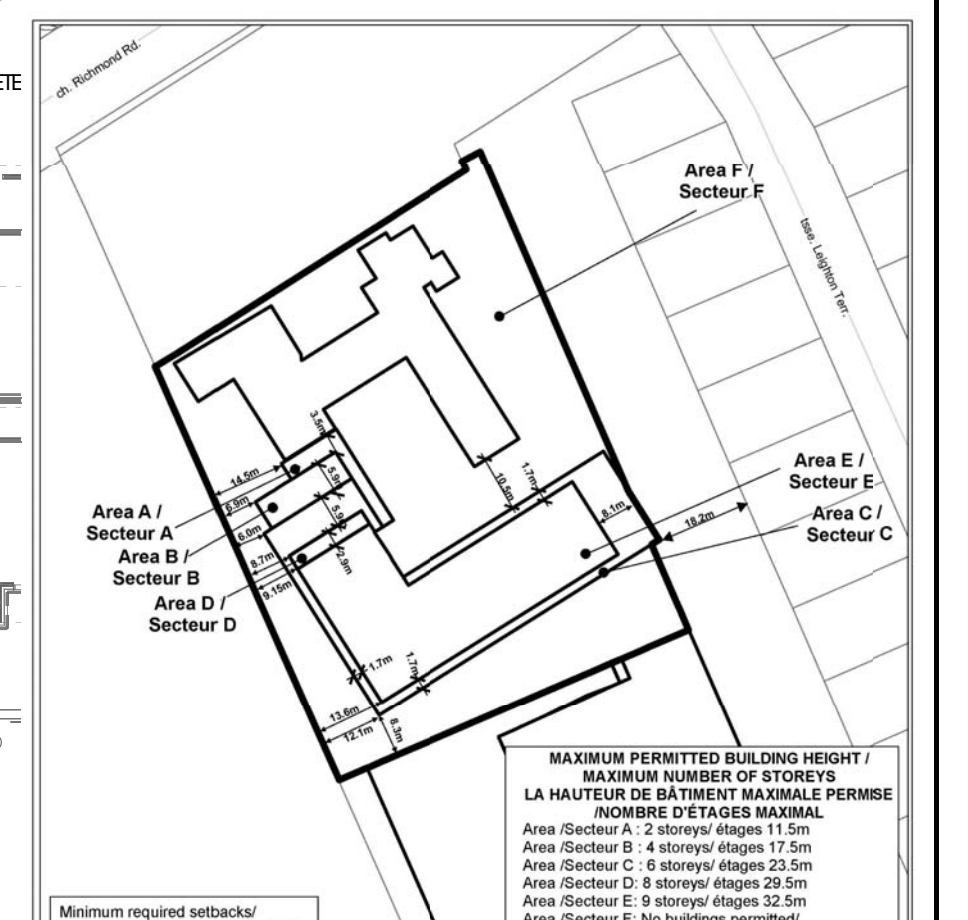 ETE
ch. Richmond Rd.
Area F /
Secteur F
tsse. Leighton Terr.
3.5m
14.5m
5.9m
6.9m
10.5m
1.7m
Area E /
Secteur E
Area A /
Secteur A
5.9m
8.1m
18.2m
Area C /
Secteur C
6.0m
Area B /
Secteur B
8.7m
2.9m
9.15m
Area D /
Secteur D
1.7m
1.7m
13.6m
12.1m
8.3m
MAXIMUM PERMITTED BUILDING HEIGHT /
MAXIMUM NUMBER OF STOREYS
LA HAUTEUR DE BÂTIMENT MAXIMALE PERMISE
/NOMBRE D'ÉTAGES MAXIMAL
Area /Secteur A : 2 storeys/ étages 11.5m
Area /Secteur B : 4 storeys/ étages 17.5m
Area /Secteur C : 6 storeys/ étages 23.5m
Area /Secteur D: 8 storeys/ étages 29.5m
Area /Secteur E: 9 storeys/ étages 32.5m
Area /Secteur F: No buildings permitted/
Minimum required setbacks/